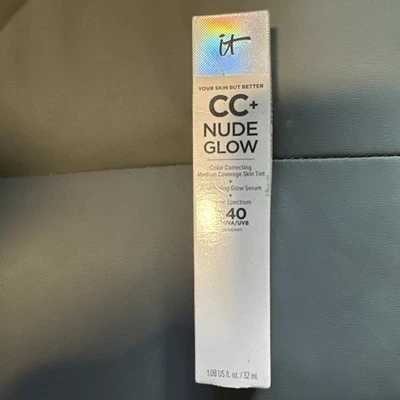 it
YOUR SKIN BUT BETTER
CC+
NUDE
GLOW
Color Correcting
Medium Coverage Skin Tint
+
Glow Serum
+
Spectrum
40
UVA/UVB
sunscreen
1.08 US fl. oz. / 32 ml